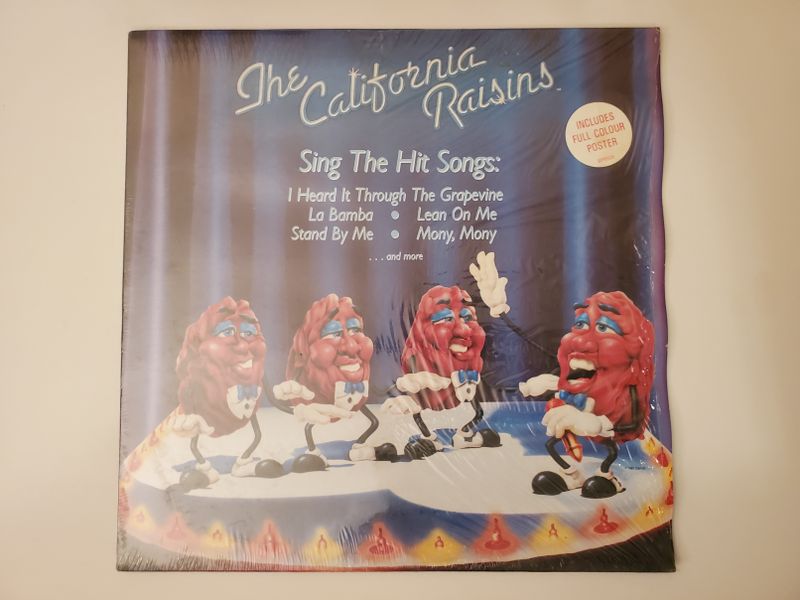 The California Raisins™
Sing The Hit Songs:
I Heard It Through The Grapevine
La Bamba • Lean On Me
Stand By Me • Mony, Mony
. . . and more
INCLUDES
FULL COLOUR
POSTER